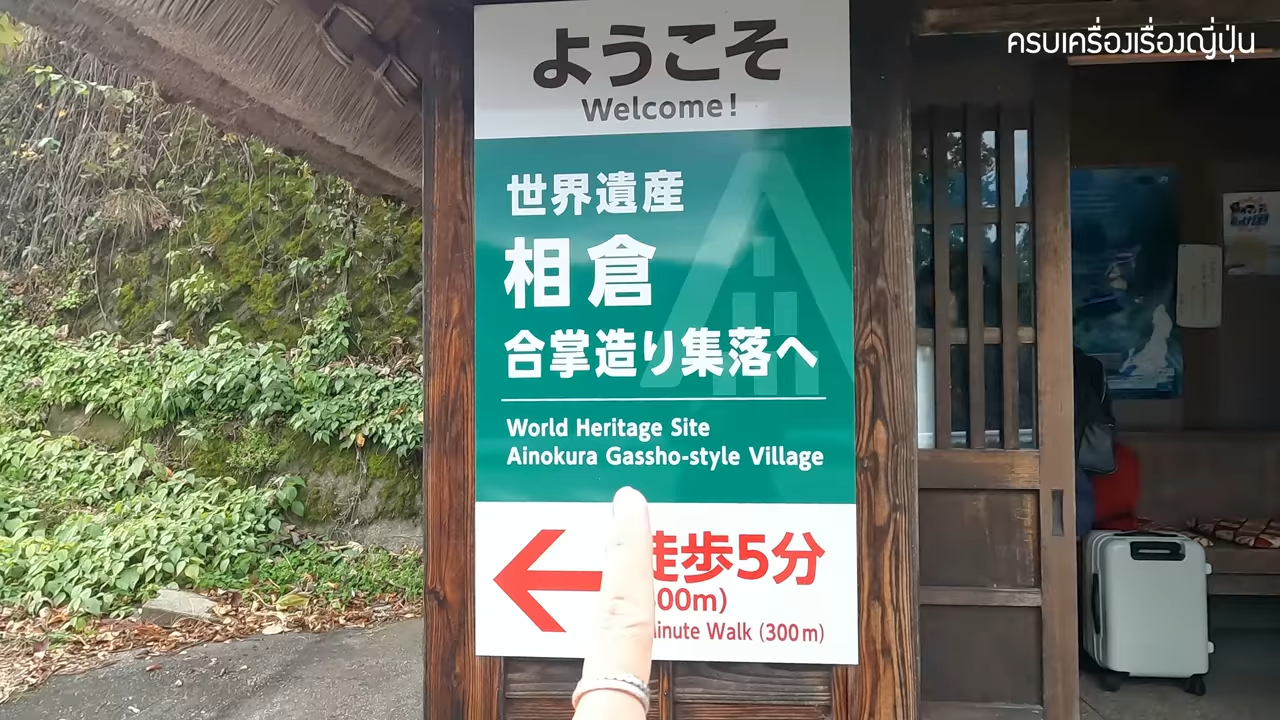 ครบเครื่องเรื่องญี่ปุ่น
ようこそ
Welcome!
世界遺産
相倉
合掌造り集落へ
World Heritage Site
Ainokura Gassho-style Village
徒歩5分
00m)
Minute Walk (300m)